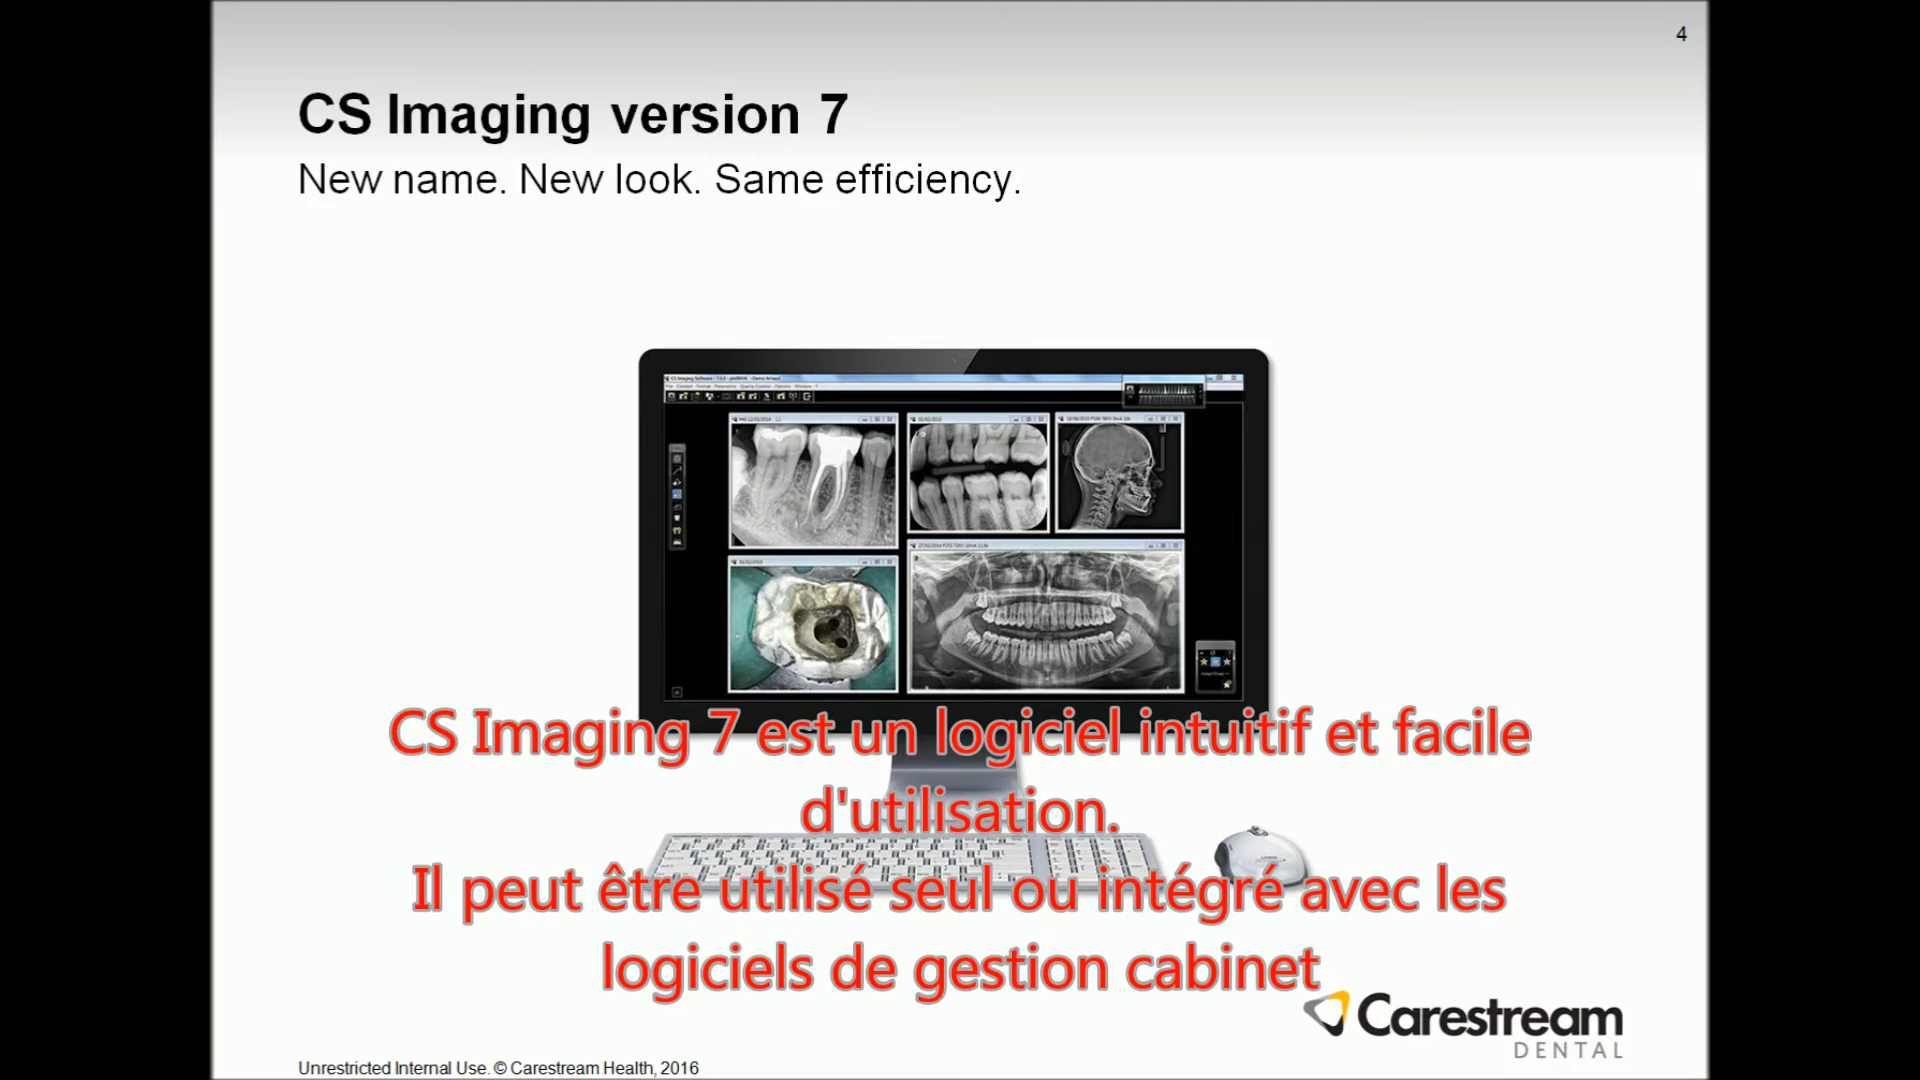 4
CS Imaging version 7
New name. New look. Same efficiency.
CS Imaging 7 est un logiciel intuitif et facile
d'utilisation.
Il peut être utilisé seul ou intégré avec les
logiciels de gestion cabinet
Carestream
DENTAL
Unrestricted Internal Use. © Carestream Health, 2016